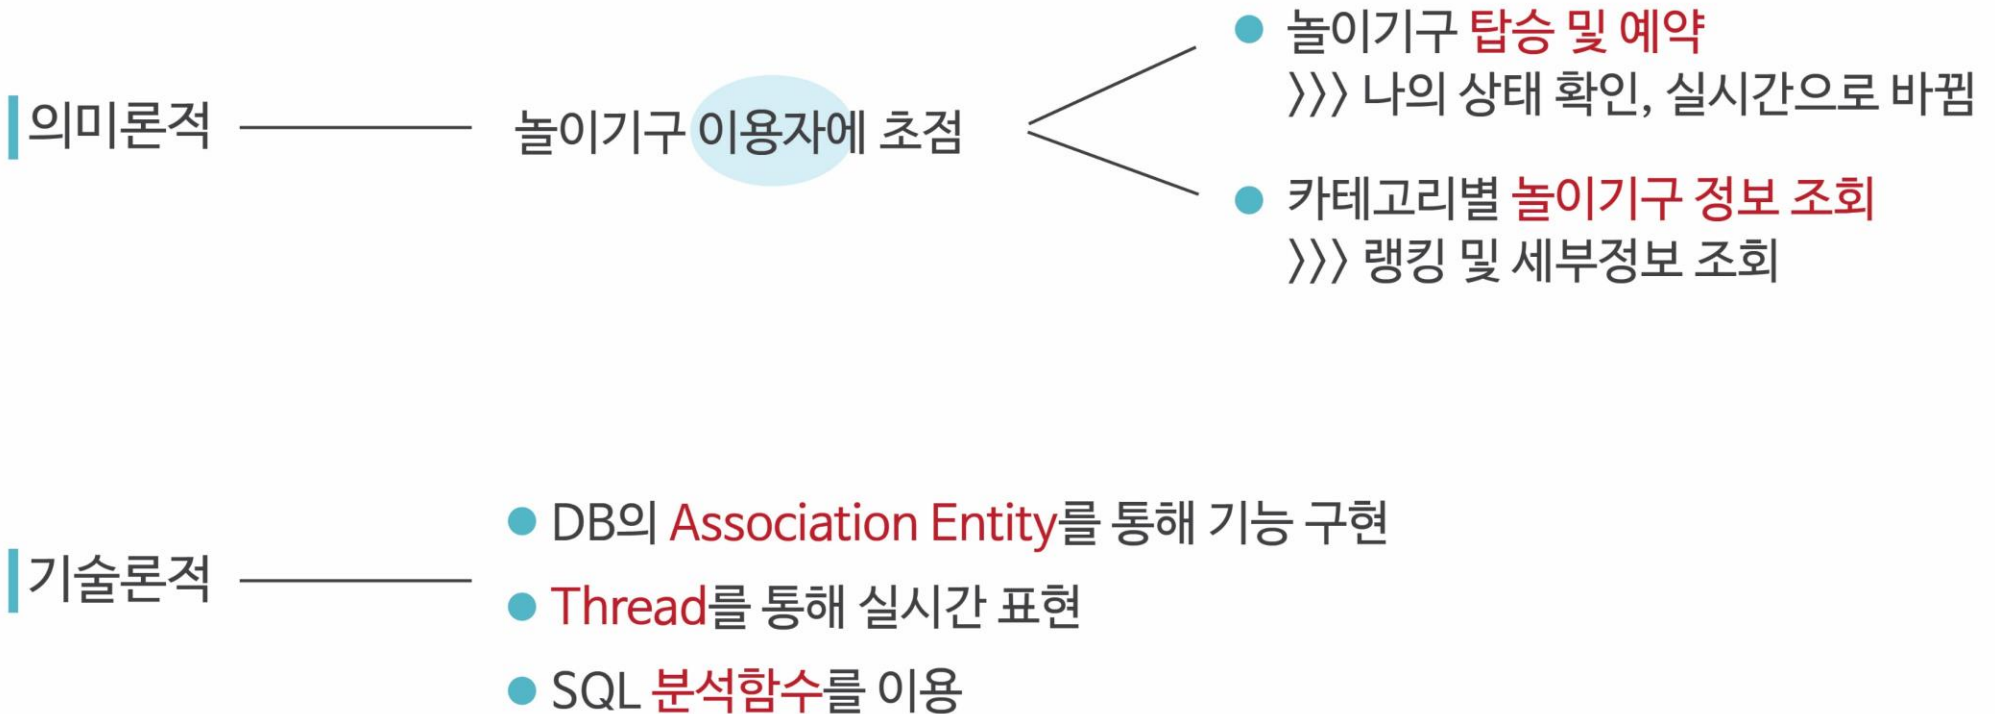 의미론적
놀이기구 이용자에 초점
놀이기구 탑승 및 예약
>>> 나의 상태 확인, 실시간으로 바뀜
카테고리별 놀이기구 정보 조회
>>> 랭킹 및 세부정보 조회
기술론적
DB의 Association Entity를 통해 기능 구현
Thread를 통해 실시간 표현
SQL 분석함수를 이용